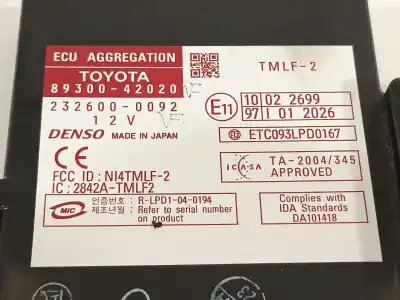 ECU AGGREGATION
TOYOTA
89300-42020
232600-0092
12V
DENSO MADE IN JAPAN
FCC ID : NI4TMLF-2
IC : 2842A-TMLF2
TMLF-2
E11
10 02 2699
97 I 01 2026
ETC093LPD0167
ICASA
TA-2004/345
APPROVED
MIC
인증번호 : R-LPD1-04-0194
제조년월 : Refer to serial number
on product
Complies with
IDA Standards
DA101418